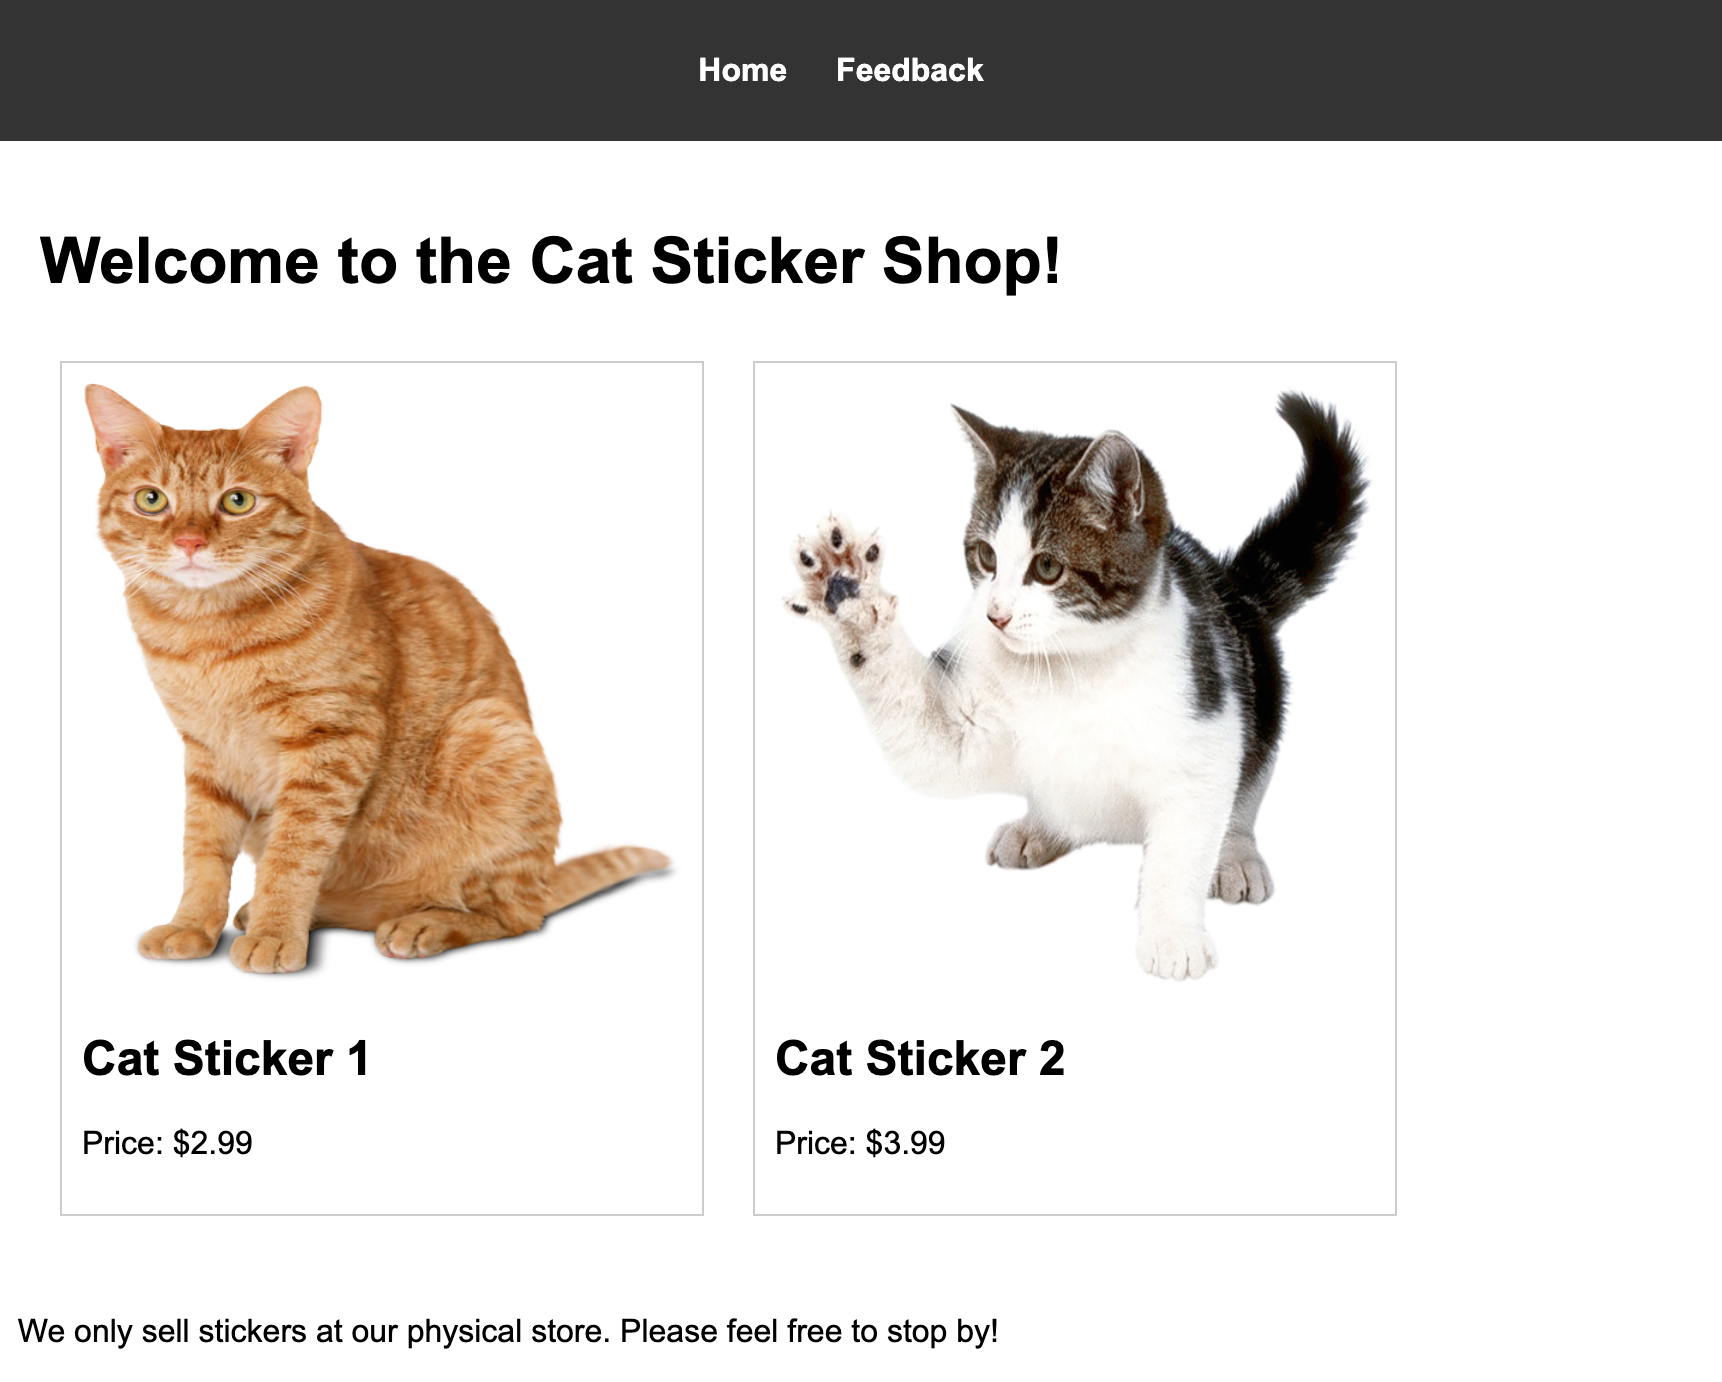 Home Feedback
Welcome to the Cat Sticker Shop!
Cat Sticker 1
Price: $2.99
Cat Sticker 2
Price: $3.99
We only sell stickers at our physical store. Please feel free to stop by!